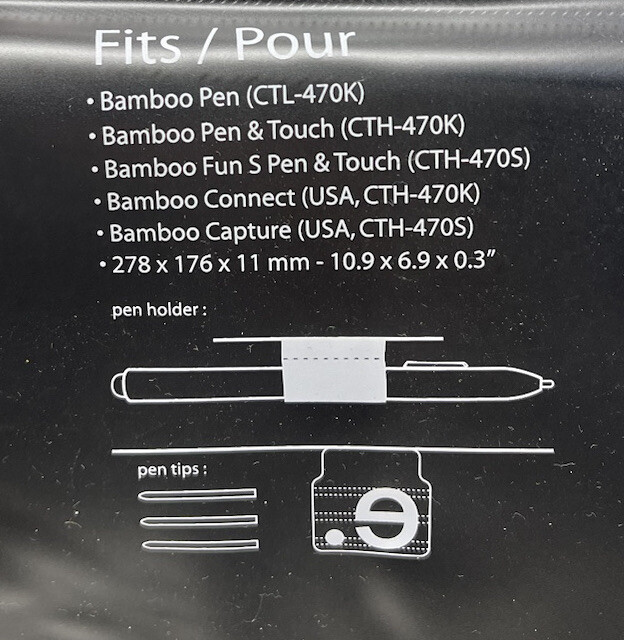 Fits / Pour
• Bamboo Pen (CTL-470K)
• Bamboo Pen & Touch (CTH-470K)
• Bamboo Fun S Pen & Touch (CTH-470S)
• Bamboo Connect (USA, CTH-470K)
• Bamboo Capture (USA, CTH-470S)
• 278 x 176 x 11 mm - 10.9 x 6.9 x 0.3”
pen holder :
pen tips :